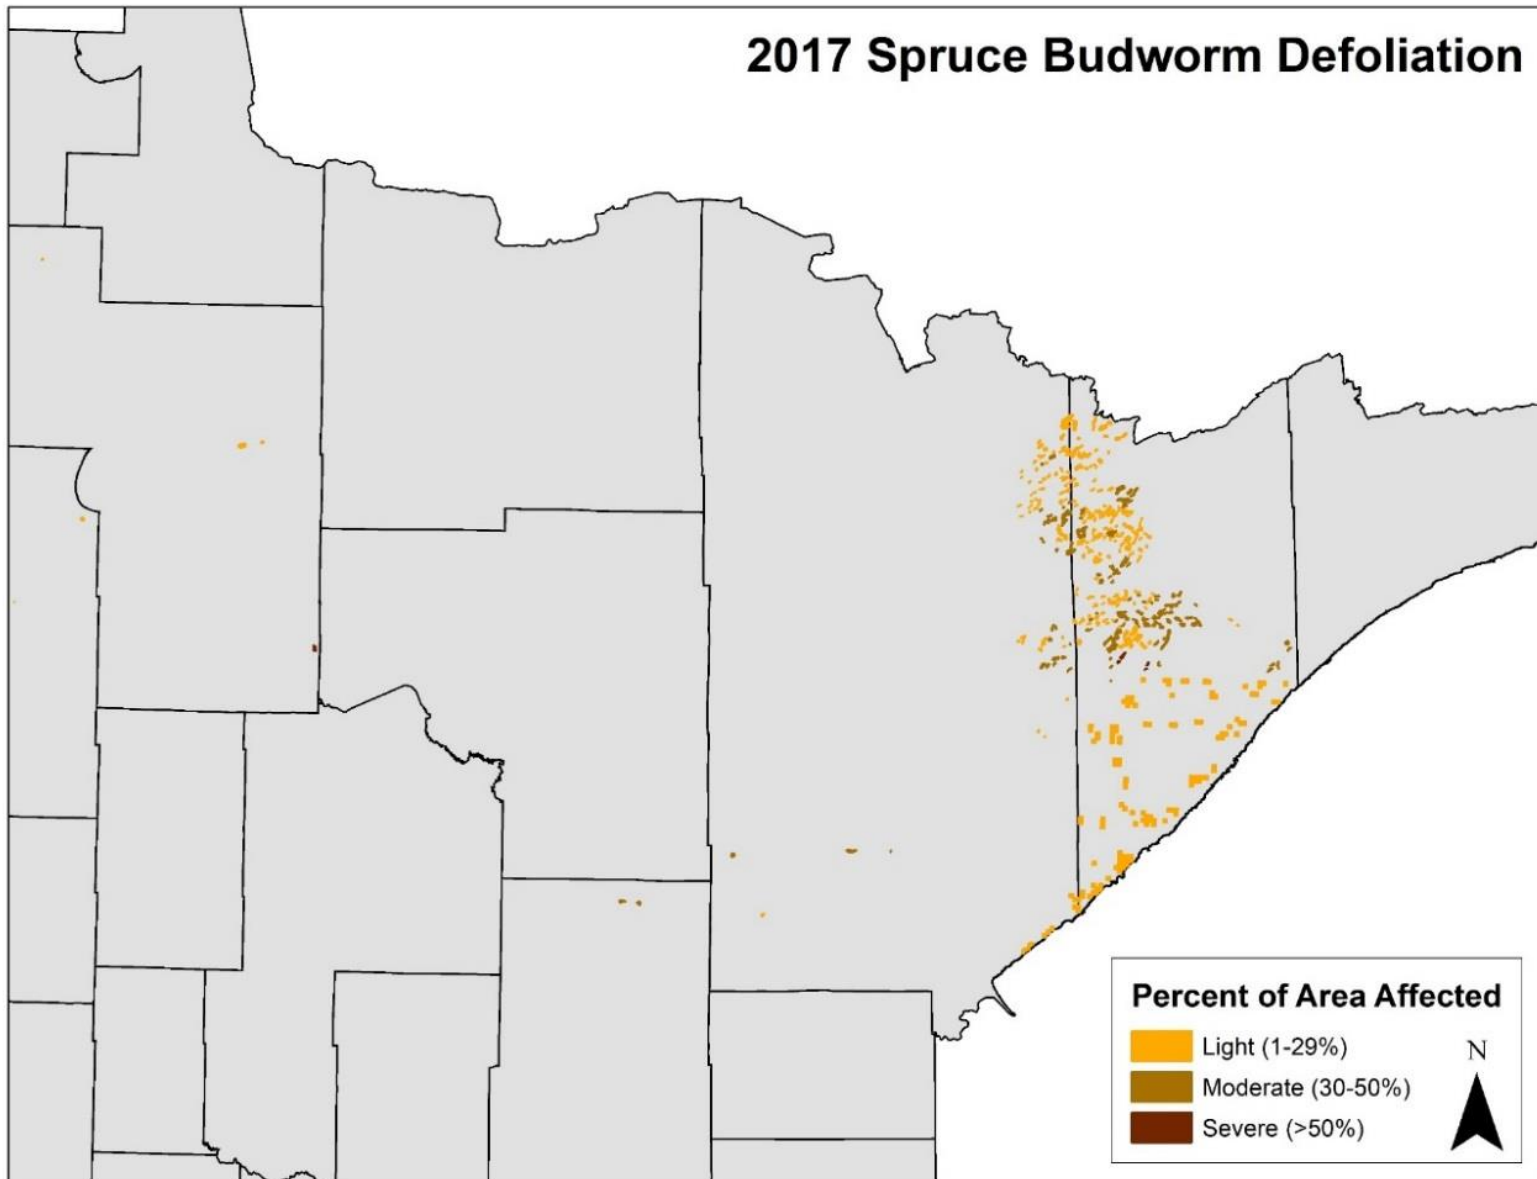 2017 Spruce Budworm Defoliation
Percent of Area Affected
Light (1-29%)
Moderate (30-50%)
Severe (>50%)
N